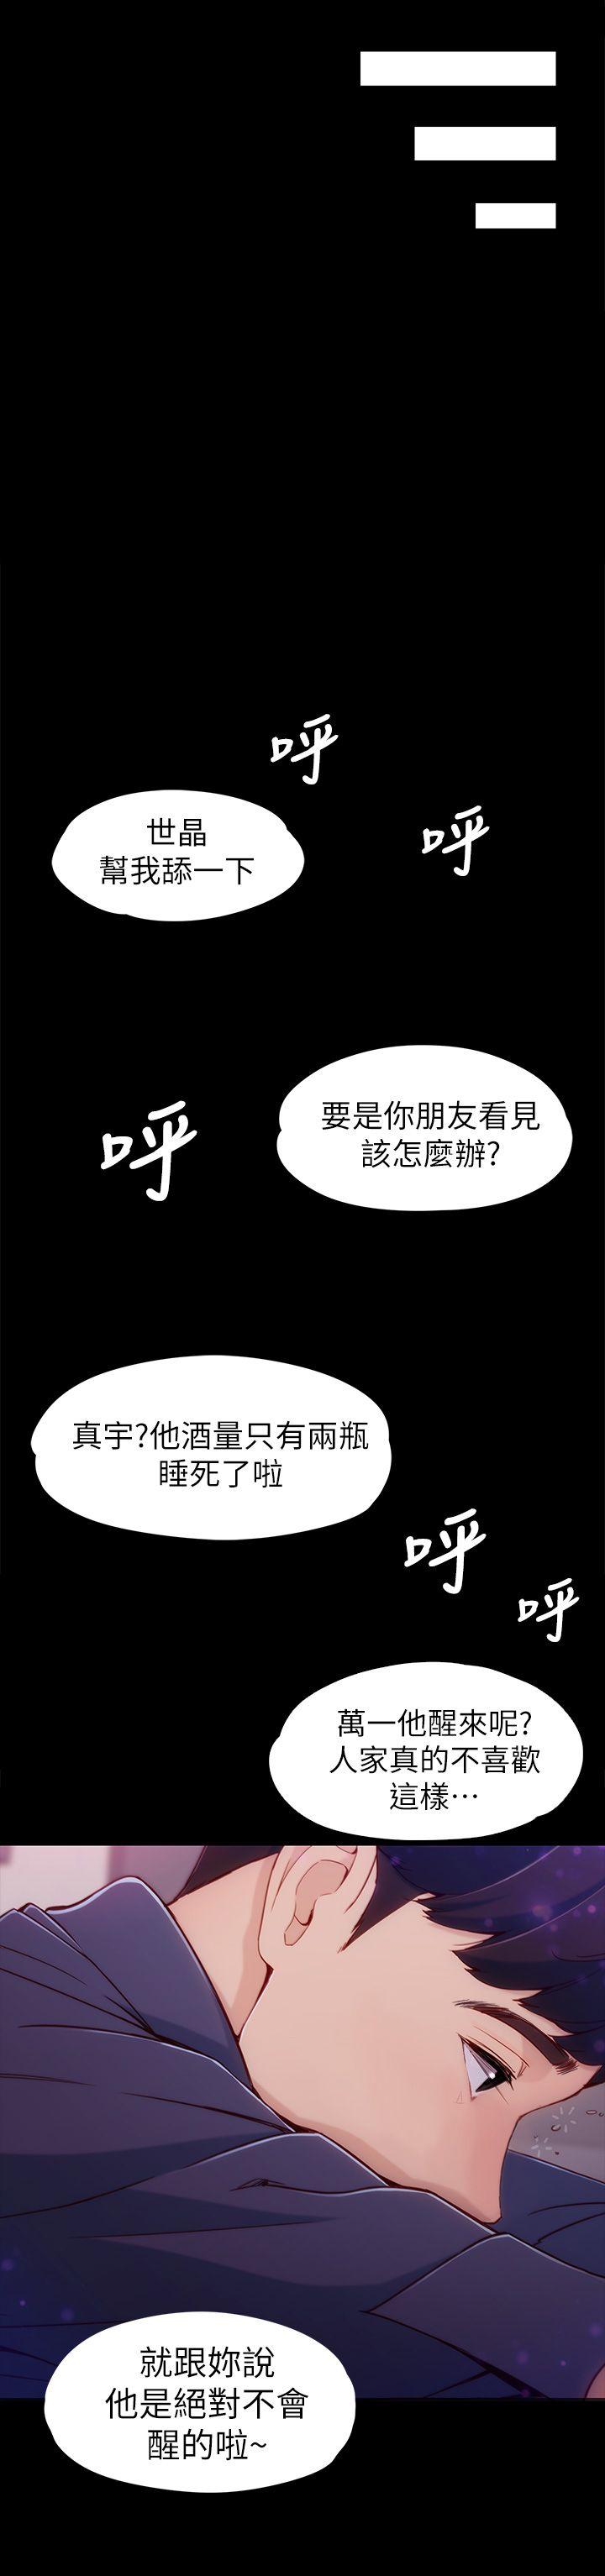 呼
世晶
幫我舔一下
呼
要是你朋友看見
該怎麼辦?
呼
真宇?他酒量只有兩瓶
睡死了啦
呼
呼
萬一他醒來呢?
人家真的不喜歡
這樣⋯
就跟妳說
他是絕對不會
醒的啦~